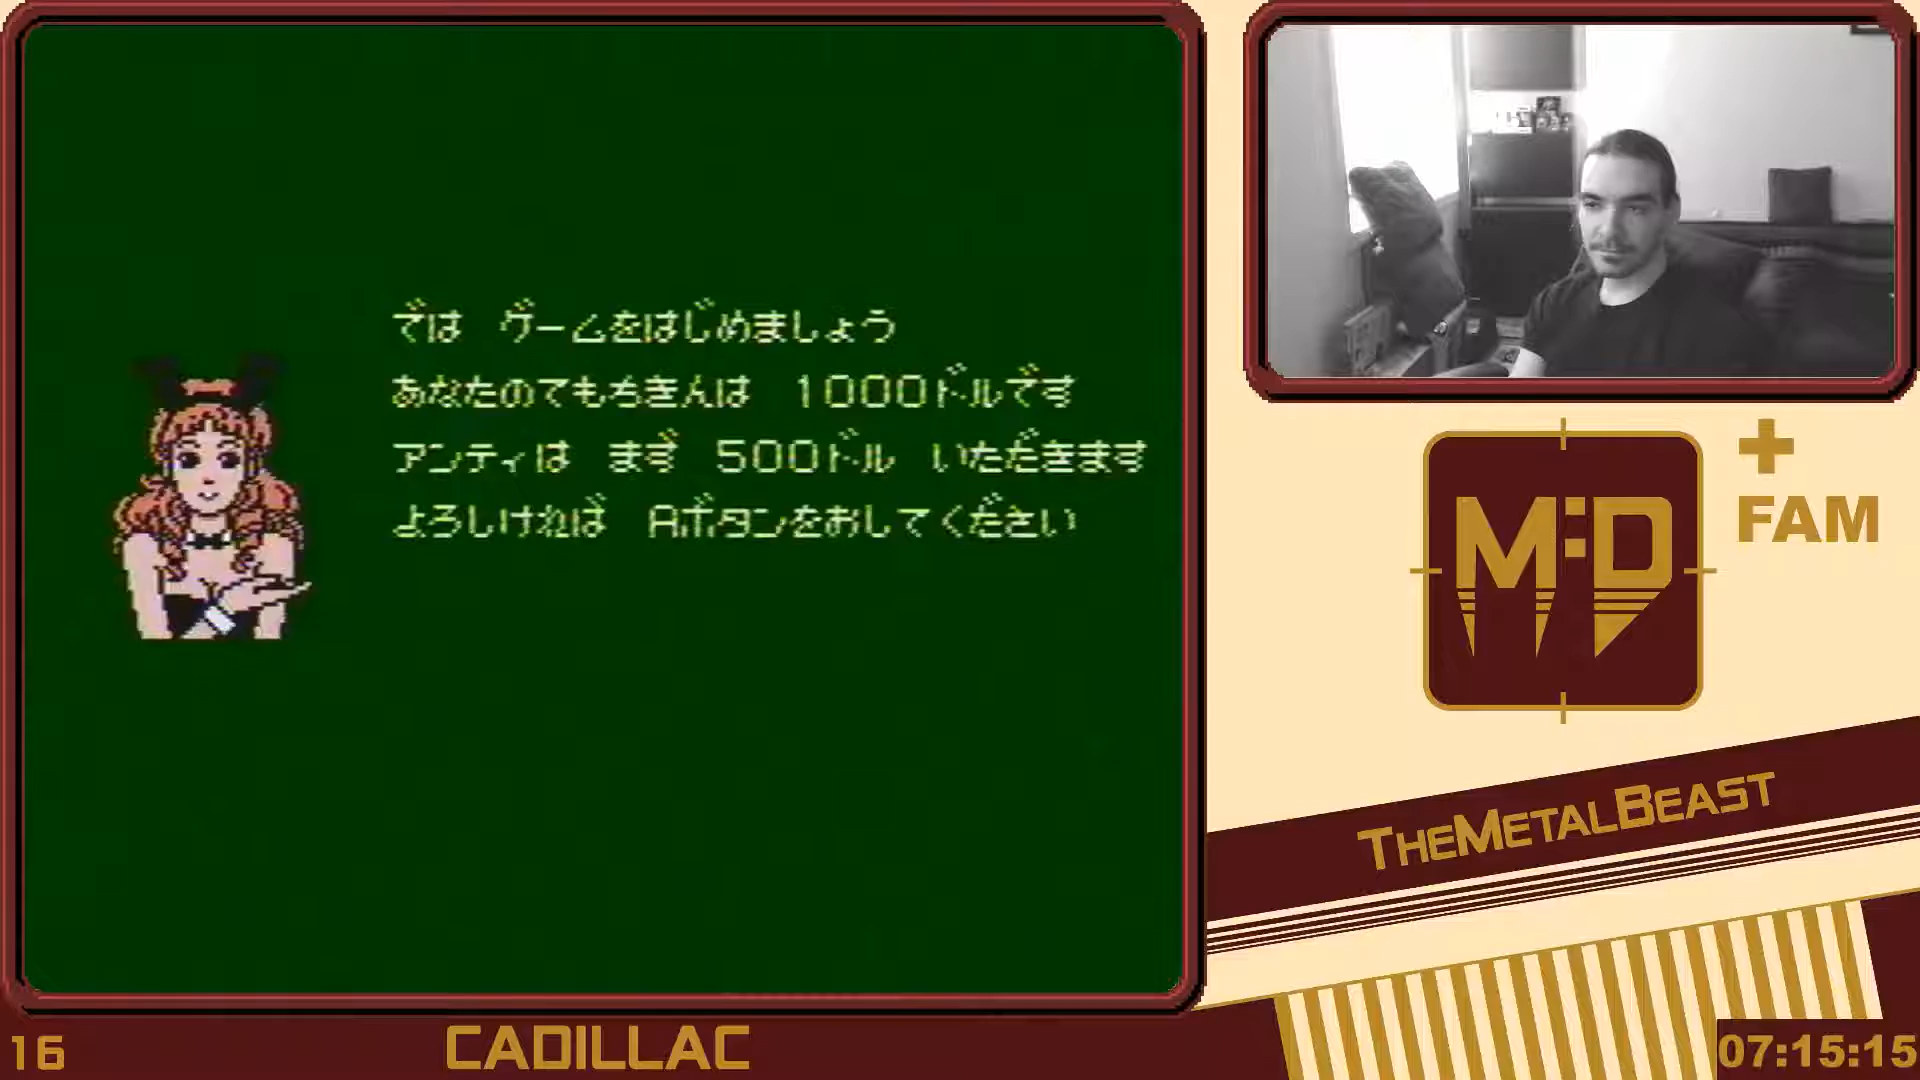 では ゲームをはじめましょう
あなたのてもちきんは 1000ドルです
アンティは まず 500ドル いただきます
よろしければ Aボタンをおしてください
M:D
+
FAM
THEMETALBEAST
16
CADILLAC
07:15:15